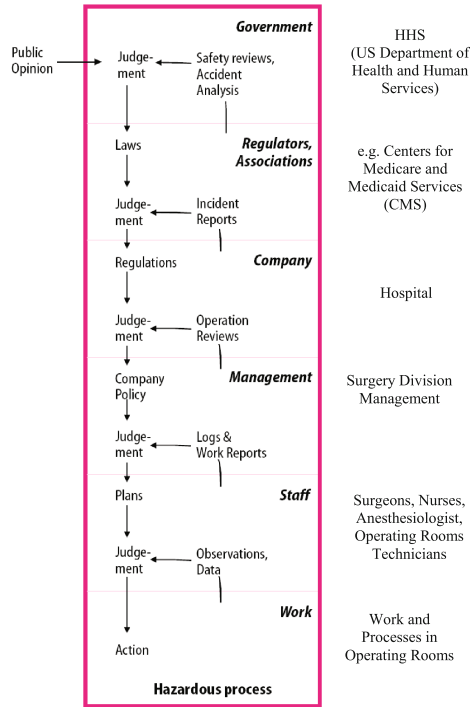 Government
HHS
(US Department of
Health and Human
Services)
Public
Opinion
Judge-
ment
Safety reviews,
Accident
Analysis
Laws
Regulators,
Associations
e.g. Centers for
Medicare and
Medicaid Services
(CMS)
Judge-
ment
Incident
Reports
Regulations
Company
Hospital
Judge-
ment
Operation
Reviews
Company
Policy
Management
Surgery Division
Management
Judge-
ment
Logs &
Work Reports
Plans
Staff
Surgeons, Nurses,
Anesthesiologist,
Operating Rooms
Technicians
Judge-
ment
Observations,
Data
Work
Work and
Processes in
Operating Rooms
Action
Hazardous process